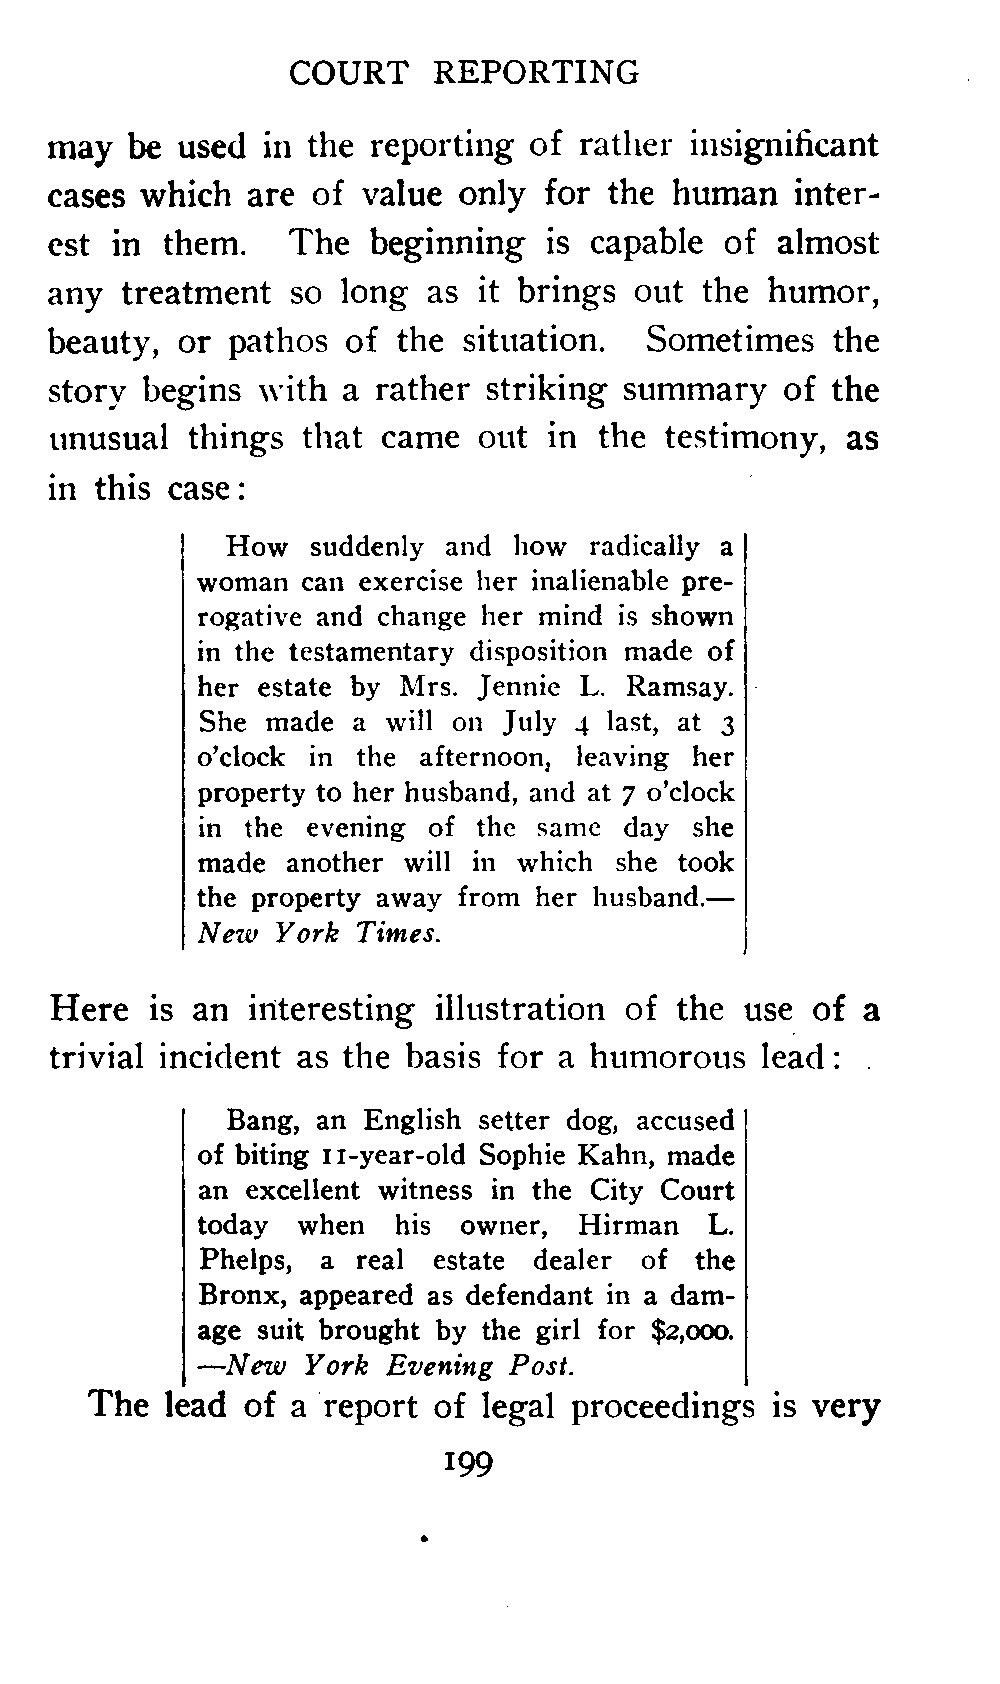 COURT REPORTING
may be used in the reporting of rather insignificant
cases which are of value only for the human inter-
est in them. The beginning is capable of almost
any treatment so long as it brings out the humor,
beauty, or pathos of the situation. Sometimes the
story begins with a rather striking summary of the
unusual things that came out in the testimony, as
in this case:
How suddenly and how radically a
woman can exercise her inalienable pre-
rogative and change her mind is shown
in the testamentary disposition made of
her estate by Mrs. Jennie L. Ramsay.
She made a will on July 4 last, at 3
o'clock in the afternoon, leaving her
property to her husband, and at 7 o'clock
in the evening of the same day she
made another will in which she took
the property away from her husband.—
New York Times.
Here is an interesting illustration of the use of a
trivial incident as the basis for a humorous lead:
Bang, an English setter dog, accused
of biting 11-year-old Sophie Kahn, made
an excellent witness in the City Court
today when his owner, Hirman L.
Phelps, a real estate dealer of the
Bronx, appeared as defendant in a dam-
age suit brought by the girl for $2,000.
—New York Evening Post.
The lead of a report of legal proceedings is very
199